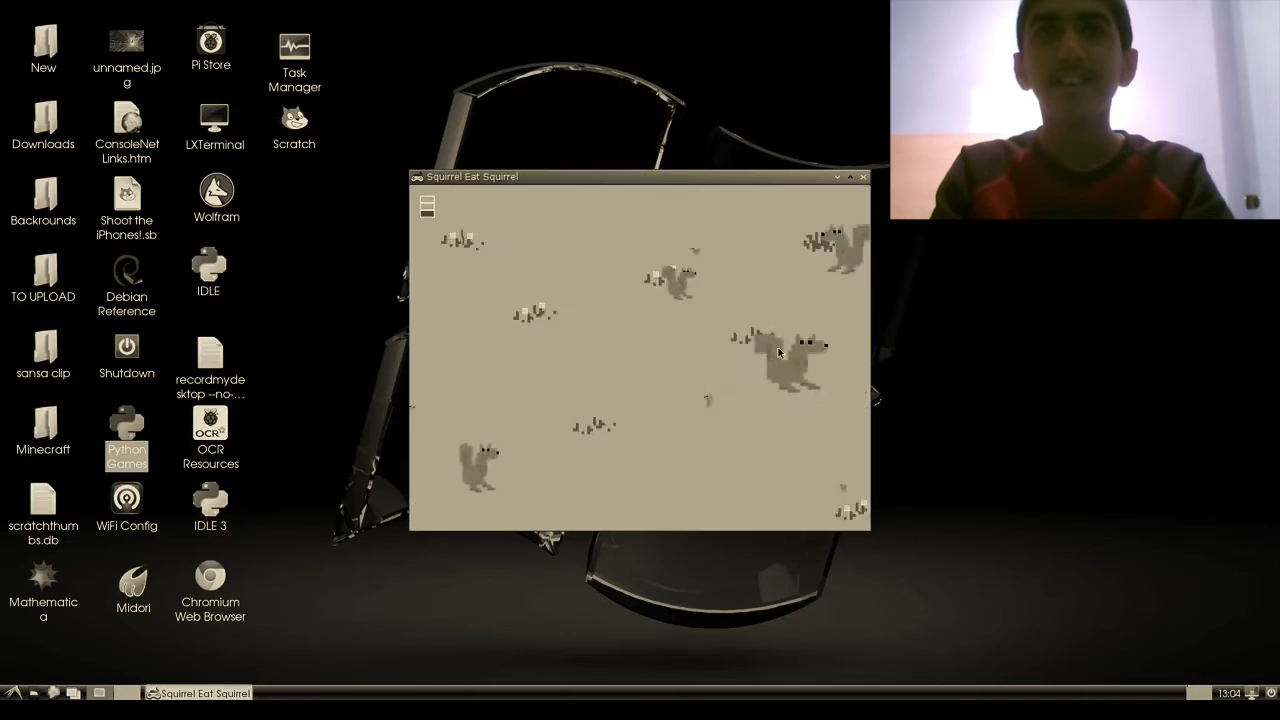 New
unnamed.jp
g
Pi Store
Task
Manager
Downloads
ConsoleNet
Links.htm
LXTerminal
Scratch
Backrounds
Shoot the
iPhones!.sb
Wolfram
TO UPLOAD
Debian
Reference
IDLE
sansa clip
Shutdown
recordmyde
sktop --no-...
Minecraft
Python
Games
OCR
OCR
Resources
scratchthum
bs.db
WiFi Config
IDLE 3
Mathematic
a
Midori
Chromium
Web Browser
Squirrel Eat Squirrel
Squirrel Eat Squirrel
13:04